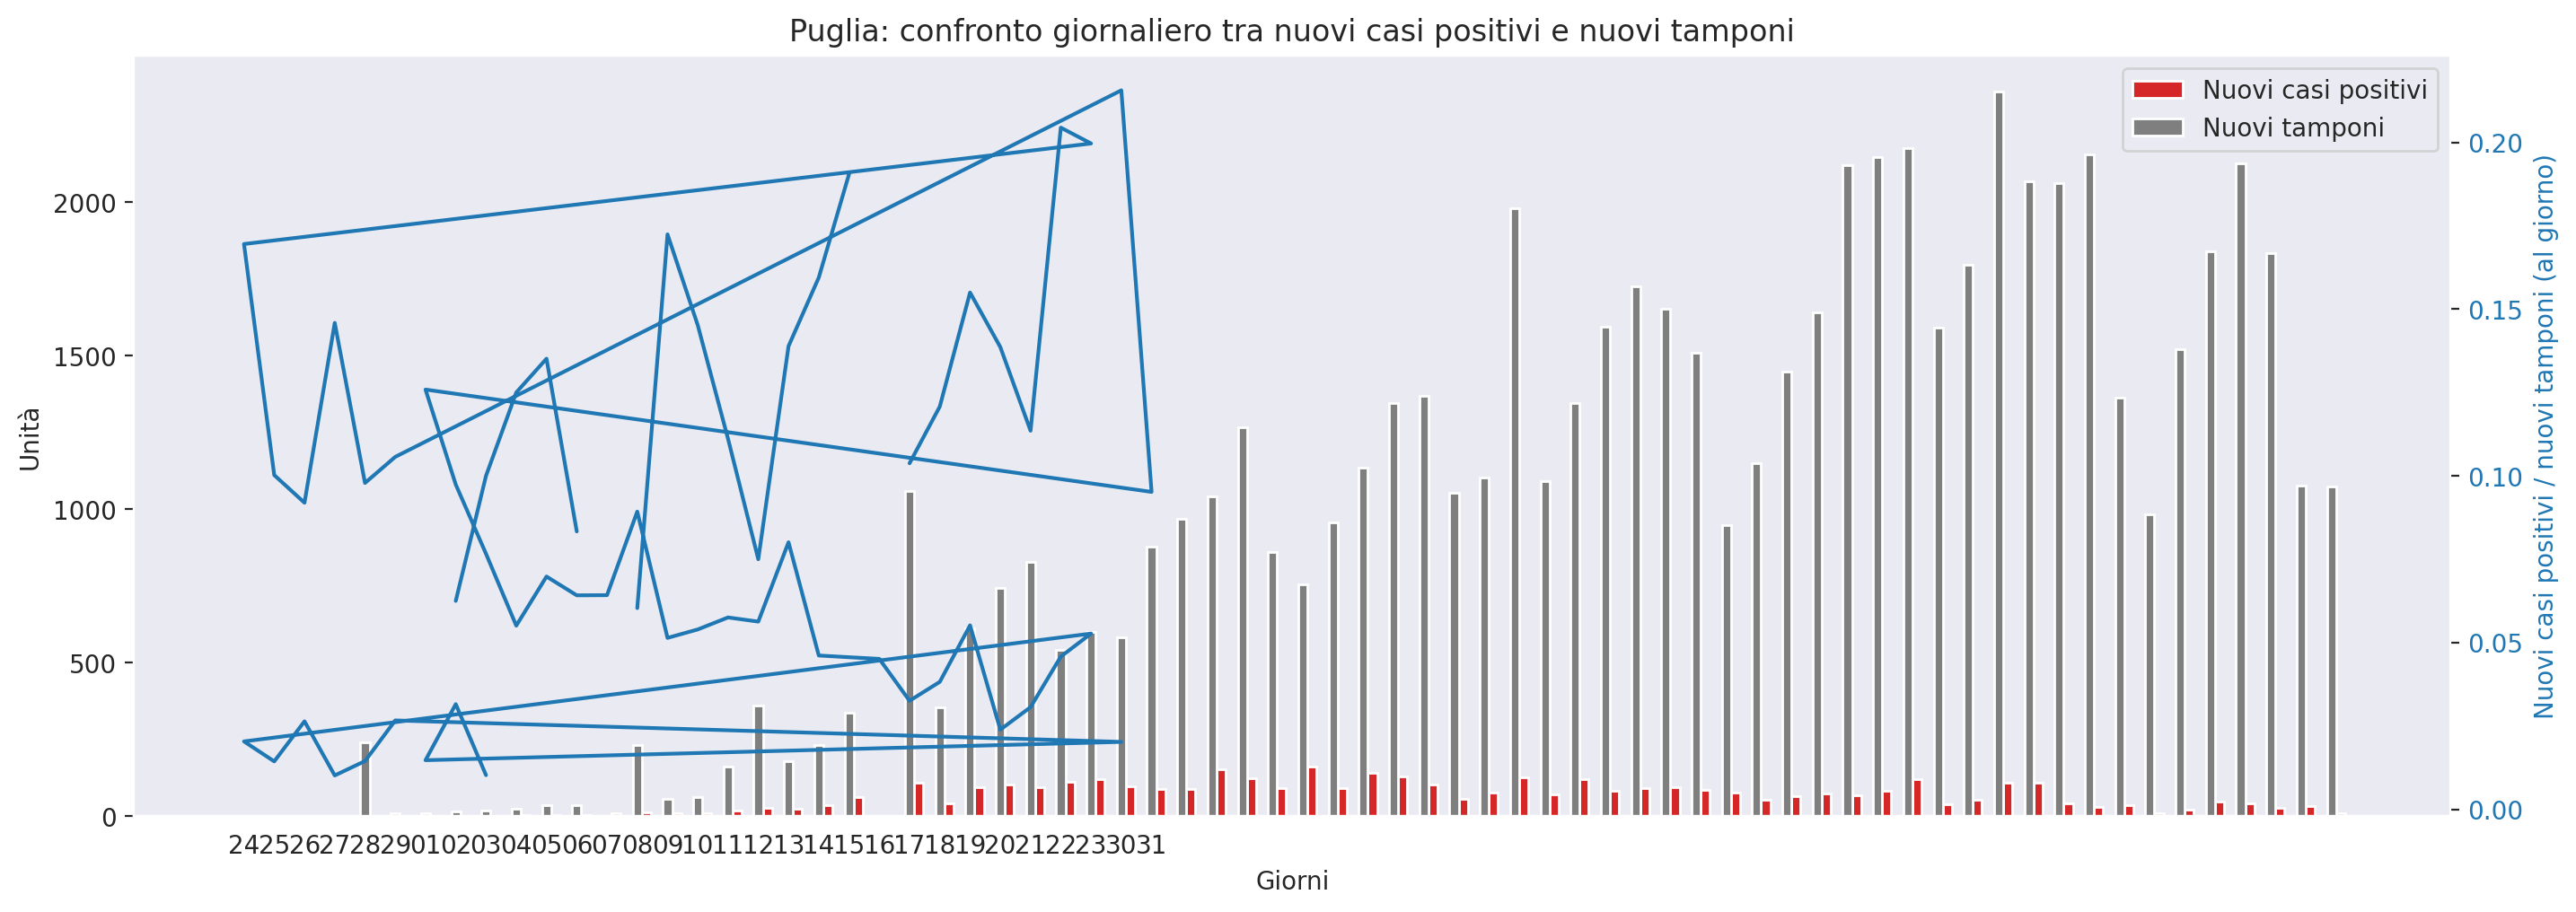 Puglia: confronto giornaliero tra nuovi casi positivi e nuovi tamponi
Nuovi casi positivi
Nuovi tamponi
2000
1500
1000
500
0
Unità
0.20
0.15
0.10
0.05
0.00
Nuovi casi positivi / nuovi tamponi (al giorno)
24252627282901020304050607080910111213141516171819202122233031
Giorni